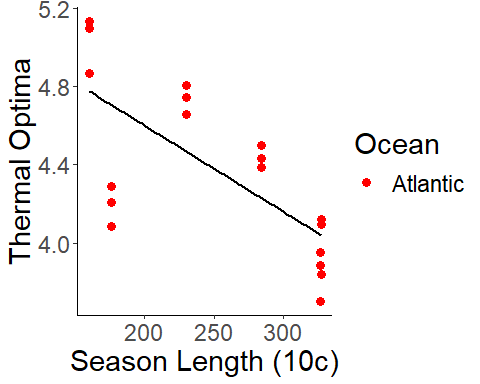 5.2
4.8
4.4
4.0
Thermal Optima
200 250 300
Season Length (10c)
Ocean
Atlantic